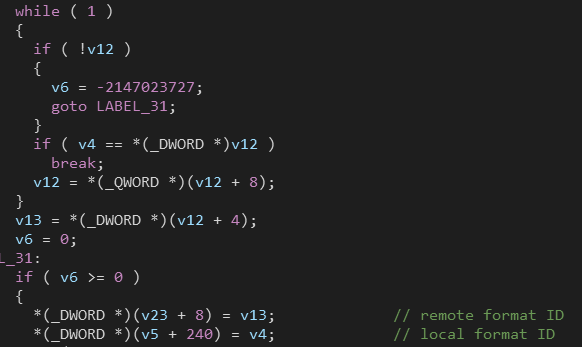 while ( 1 )
{
if ( !v12 )
{
v6 = -2147023727;
goto LABEL_31;
}
if ( v4 == *(_DWORD *)v12 )
break;
v12 = *(_QWORD *)(v12 + 8);
}
v13 = *(_DWORD *)(v12 + 4);
v6 = 0;
L_31:
if ( v6 >= 0 )
{
*(_DWORD *)(v23 + 8) = v13; // remote format ID
*(_DWORD *)(v5 + 240) = v4; // local format ID